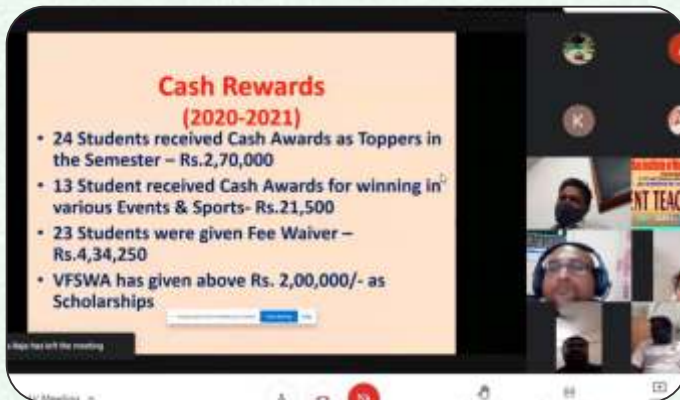 Cash Rewards
(2020-2021)
• 24 Students received Cash Awards as Toppers in
the Semester – Rs.2,70,000
• 13 Student received Cash Awards for winning in
various Events & Sports- Rs.21,500
• 23 Students were given Fee Waiver –
Rs.4,34,250
• VFSWA has given above Rs. 2,00,000/- as
Scholarships
has left the meeting
K
A
NT TEAC